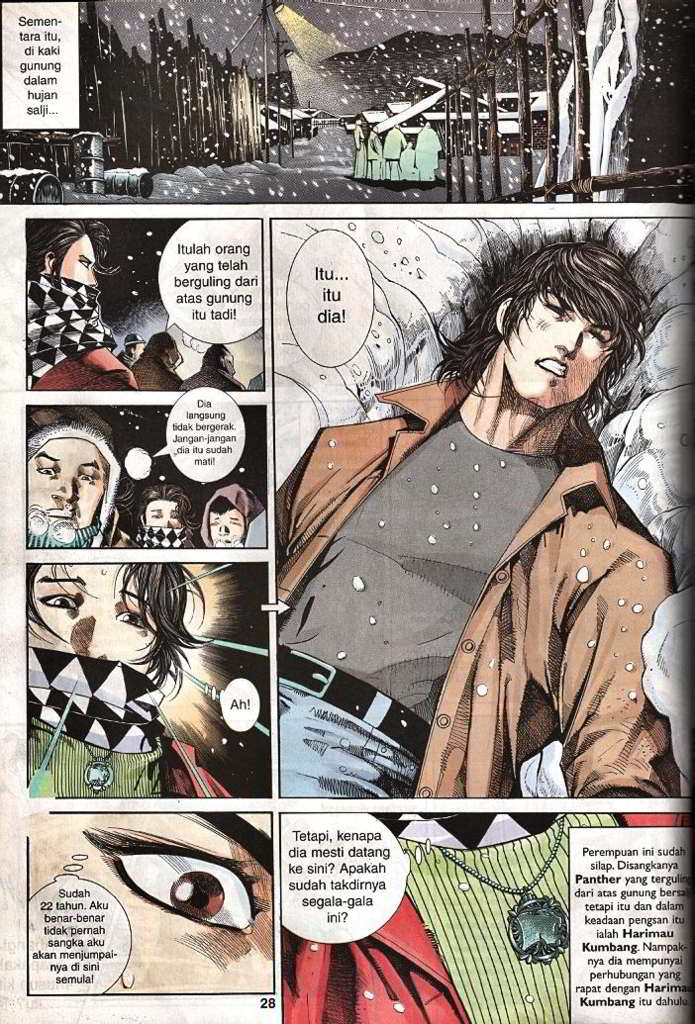 Semen-
tara itu,
di kaki
gunung
dalam
hujan
salji...
Itulah orang
yang telah
berguling dari
atas gunung
itu tadi!
Itu...
itu
dia!
Dia
langsung
tidak bergerak.
Jangan-jangan
dia itu sudah
mati!
Ah!
Sudah
22 tahun. Aku
benar-benar
tidak pernah
sangka aku
akan menjumpai-
nya di sini
semula!
Tetapi, kenapa
dia mesti datang
ke sini? Apakah
sudah takdirnya
segala-gala
ini?
Perempuan ini sudah
silap. Disangkanya
Panther yang terguling
dari atas gunung bersalji
tetapi itu dan dalam
keadaan pengsan itu
ialah Harimau
Kumbang. Nampak-
nya dia mempunyai
perhubungan yang
rapat dengan Harimau
Kumbang itu dahulu.
28